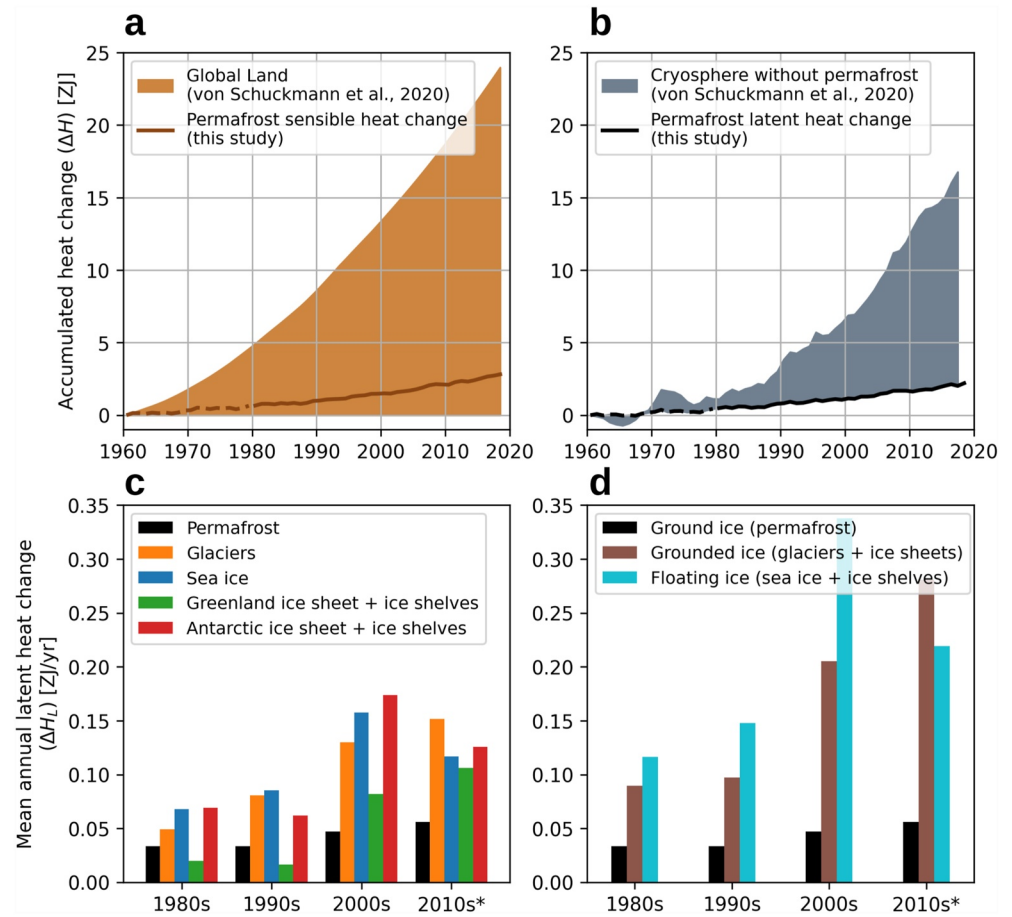 a
Accumulated heat change (ΔH) [ZJ]
25
20
15
10
5
0
Global Land
(von Schuckmann et al., 2020)
Permafrost sensible heat change
(this study)
1960 1970 1980 1990 2000 2010 2020
b
25
20
15
10
5
0
Cryosphere without permafrost
(von Schuckmann et al., 2020)
Permafrost latent heat change
(this study)
1960 1970 1980 1990 2000 2010 2020
c
Mean annual latent heat change
(ΔH_L) [ZJ/yr]
0.35
0.30
0.25
0.20
0.15
0.10
0.05
0.00
Permafrost
Glaciers
Sea ice
Greenland ice sheet + ice shelves
Antarctic ice sheet + ice shelves
1980s 1990s 2000s 2010s*
d
0.35
0.30
0.25
0.20
0.15
0.10
0.05
0.00
Ground ice (permafrost)
Grounded ice (glaciers + ice sheets)
Floating ice (sea ice + ice shelves)
1980s 1990s 2000s 2010s*